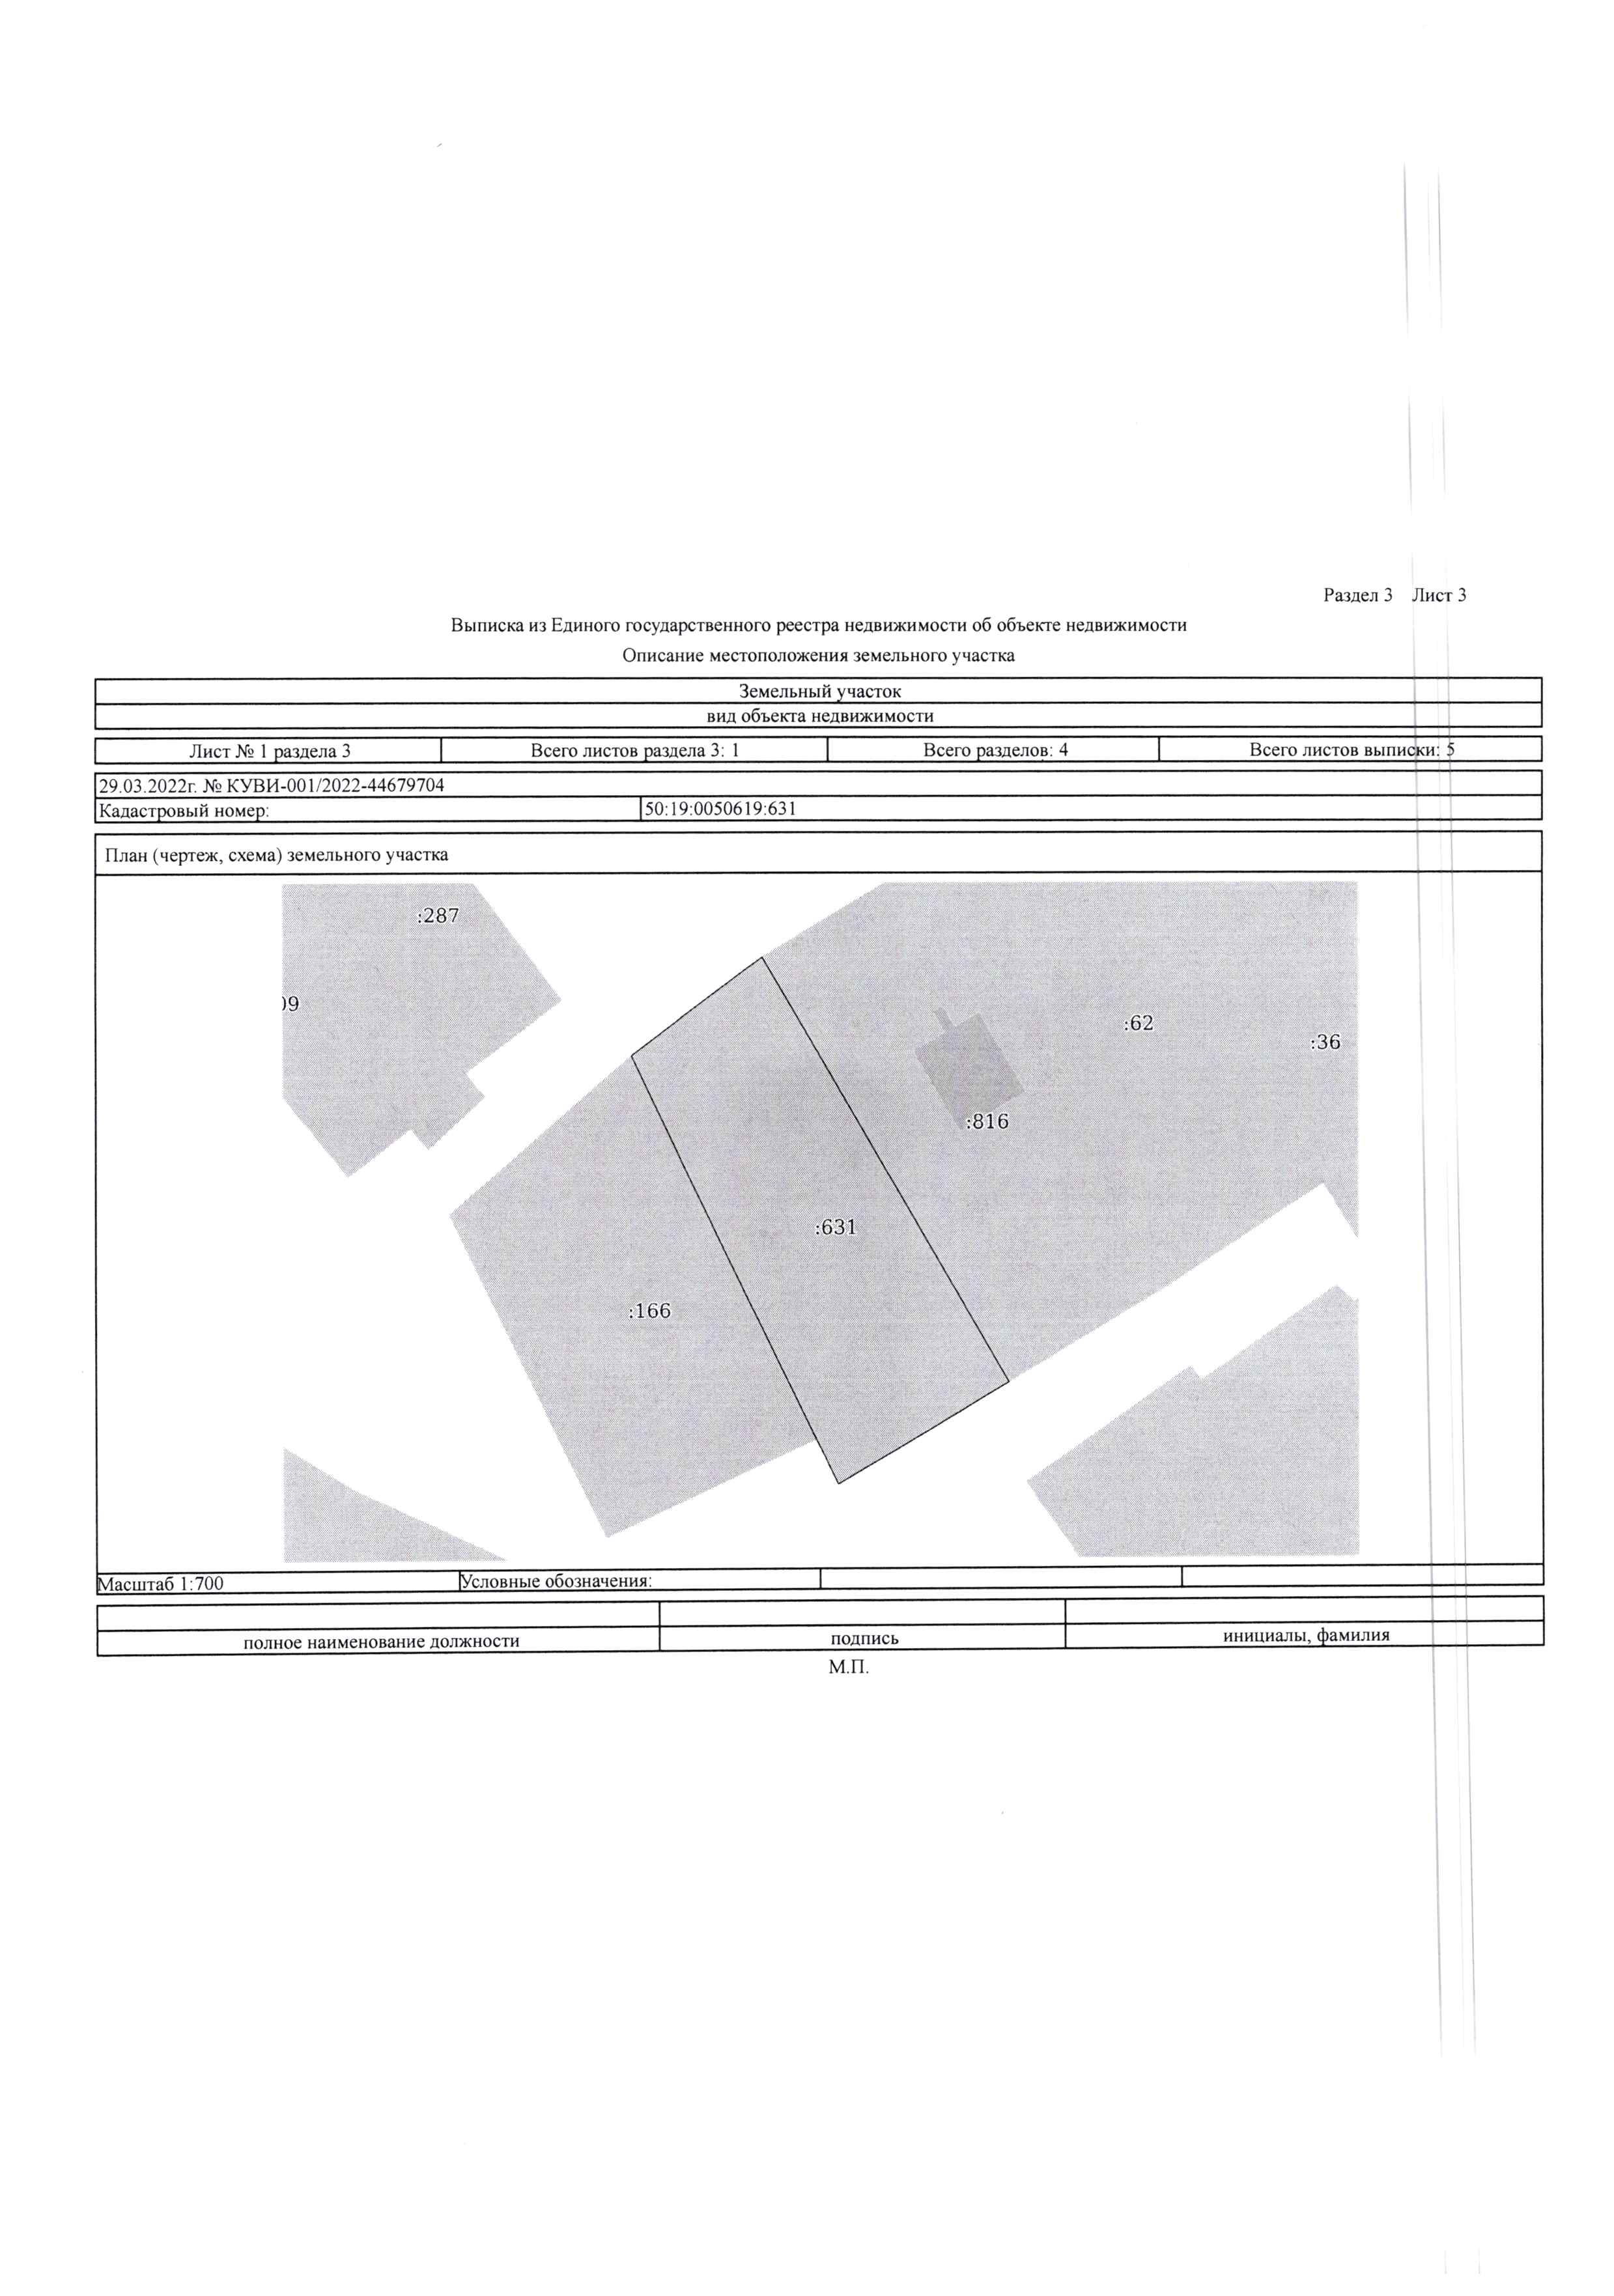 Раздел 3 Лист 3
Выписка из Единого государственного реестра недвижимости об объекте недвижимости
Описание местоположения земельного участка
Земельный участок
вид объекта недвижимости
Лист № 1 раздела 3 Всего листов раздела 3: 1 Всего разделов: 4 Всего листов выписки: 5
29.03.2022г. № КУВИ-001/2022-44679704
Кадастровый номер: 50:19:0050619:631
План (чертеж, схема) земельного участка
:287
09
:62
:36
:816
:631
:166
Масштаб 1:700 Условные обозначения:
полное наименование должности подпись инициалы, фамилия
М.П.